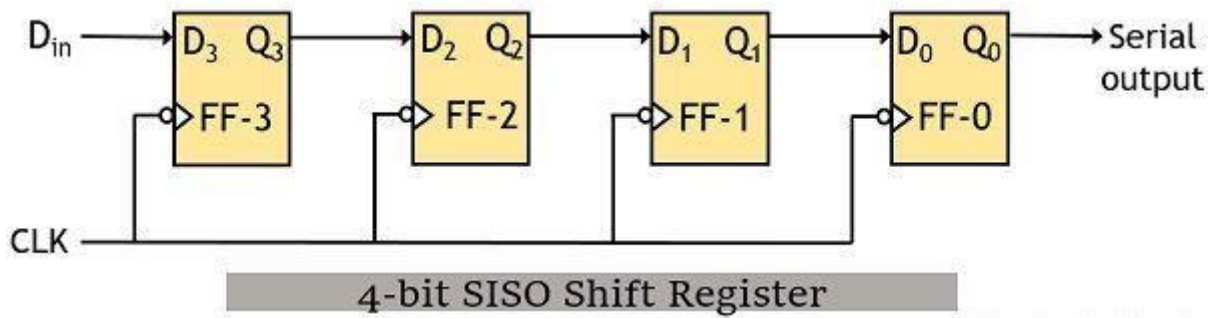 D₍in₎ D₃ Q₃ D₂ Q₂ D₁ Q₁ D₀ Q₀ Serial
output
FF-3 FF-2 FF-1 FF-0
CLK
4-bit SISO Shift Register